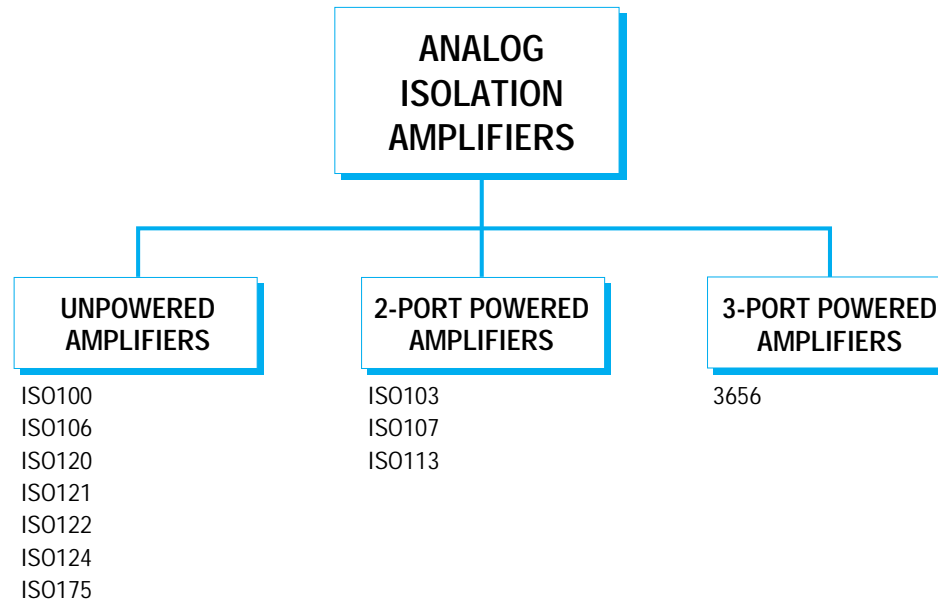 ANALOG
ISOLATION
AMPLIFIERS
UNPOWERED
AMPLIFIERS
ISO100
ISO106
ISO120
ISO121
ISO122
ISO124
ISO175
2-PORT POWERED
AMPLIFIERS
ISO103
ISO107
ISO113
3-PORT POWERED
AMPLIFIERS
3656